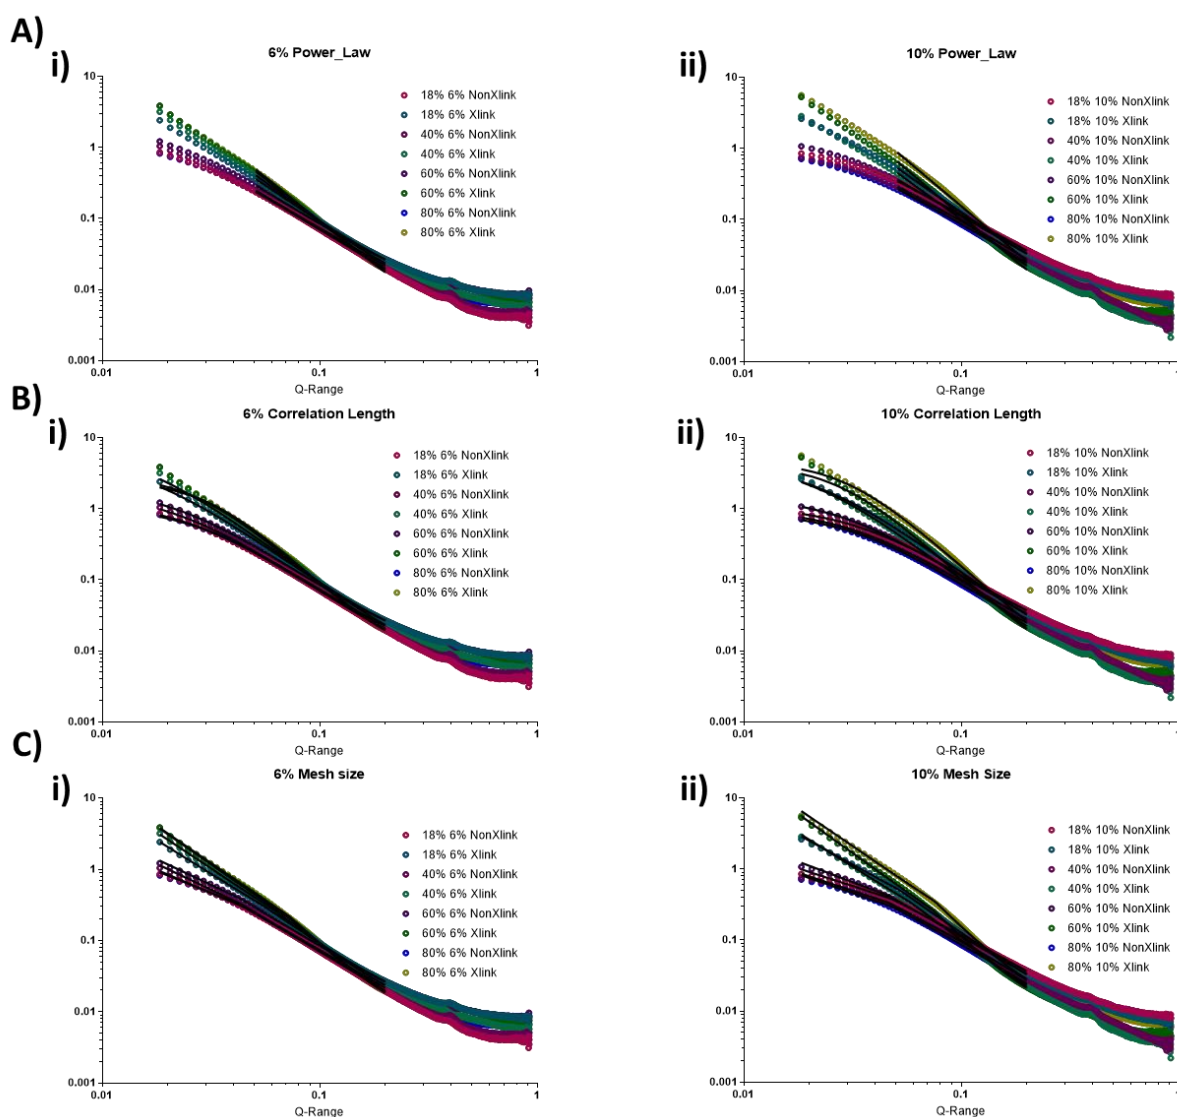 A)
i)
6% Power_Law
10
1
0.1
0.01
0.001
0.01
0.1
1
Q-Range
18% 6% NonXlink
18% 6% Xlink
40% 6% NonXlink
40% 6% Xlink
60% 6% NonXlink
60% 6% Xlink
80% 6% NonXlink
80% 6% Xlink
ii)
10% Power_Law
10
1
0.1
0.01
0.001
0.01
0.1
1
Q-Range
18% 10% NonXlink
18% 10% Xlink
40% 10% NonXlink
40% 10% Xlink
60% 10% NonXlink
60% 10% Xlink
80% 10% NonXlink
80% 10% Xlink
B)
i)
6% Correlation Length
10
1
0.1
0.01
0.001
0.01
0.1
1
Q-Range
18% 6% NonXlink
18% 6% Xlink
40% 6% NonXlink
40% 6% Xlink
60% 6% NonXlink
60% 6% Xlink
80% 6% NonXlink
80% 6% Xlink
ii)
10% Correlation Length
10
1
0.1
0.01
0.001
0.01
0.1
1
Q-Range
18% 10% NonXlink
18% 10% Xlink
40% 10% NonXlink
40% 10% Xlink
60% 10% NonXlink
60% 10% Xlink
80% 10% NonXlink
80% 10% Xlink
C)
i)
6% Mesh size
10
1
0.1
0.01
0.001
0.01
0.1
1
Q-Range
18% 6% NonXlink
18% 6% Xlink
40% 6% NonXlink
40% 6% Xlink
60% 6% NonXlink
60% 6% Xlink
80% 6% NonXlink
80% 6% Xlink
ii)
10% Mesh Size
10
1
0.1
0.01
0.001
0.01
0.1
1
Q-Range
18% 10% NonXlink
18% 10% Xlink
40% 10% NonXlink
40% 10% Xlink
60% 10% NonXlink
60% 10% Xlink
80% 10% NonXlink
80% 10% Xlink